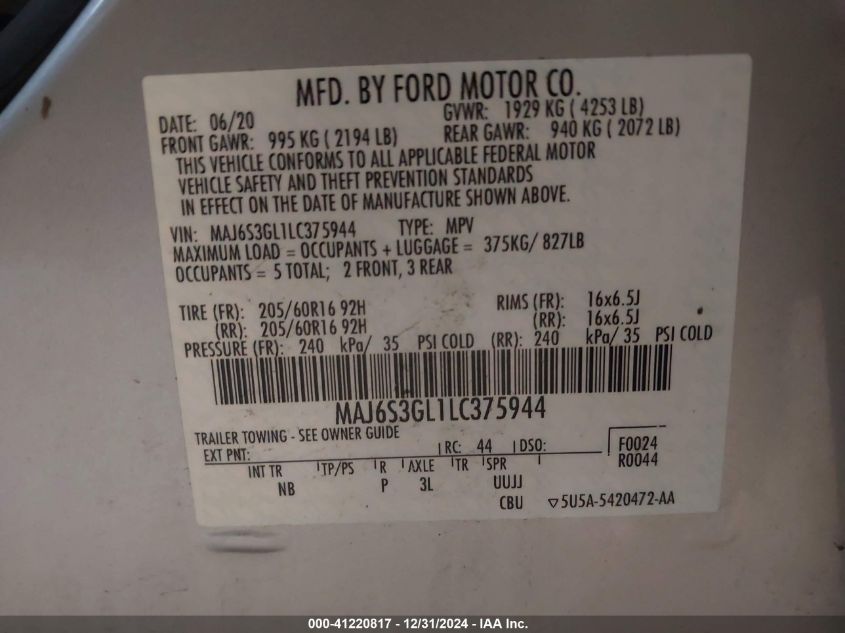 MFD. BY FORD MOTOR CO.
DATE: 06/20 GVWR: 1929 KG ( 4253 LB)
FRONT GAWR: 995 KG ( 2194 LB) REAR GAWR: 940 KG ( 2072 LB)
THIS VEHICLE CONFORMS TO ALL APPLICABLE FEDERAL MOTOR
VEHICLE SAFETY AND THEFT PREVENTION STANDARDS
IN EFFECT ON THE DATE OF MANUFACTURE SHOWN ABOVE.
VIN: MAJ6S3GL1LC375944 TYPE: MPV
MAXIMUM LOAD = OCCUPANTS + LUGGAGE = 375KG/ 827LB
OCCUPANTS = 5 TOTAL; 2 FRONT, 3 REAR
TIRE (FR): 205/60R16 92H RIMS (FR): 16x6.5J
(RR): 205/60R16 92H (RR): 16x6.5J
PRESSURE (FR): 240 kPa/ 35 PSI COLD (RR): 240 kPa/ 35 PSI COLD
MAJ6S3GL1LC375944
TRAILER TOWING - SEE OWNER GUIDE
EXT PNT: RC: 44 DSO: F0024
R0044
INT TR TP/PS R AXLE TR SPR
NB P 3L UUJJ
CBU ▽5U5A-5420472-AA
000-41220817 - 12/31/2024 - IAA Inc.